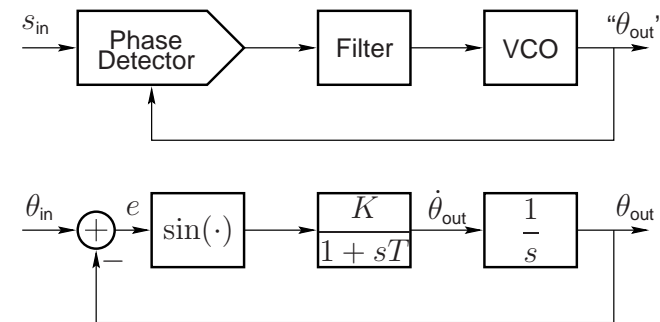 s_in
Phase Detector
Filter
VCO
“θ_out’
θ_in
+
−
e
sin(·)
K
1 + sT
θ̇_out
1
s
θ_out